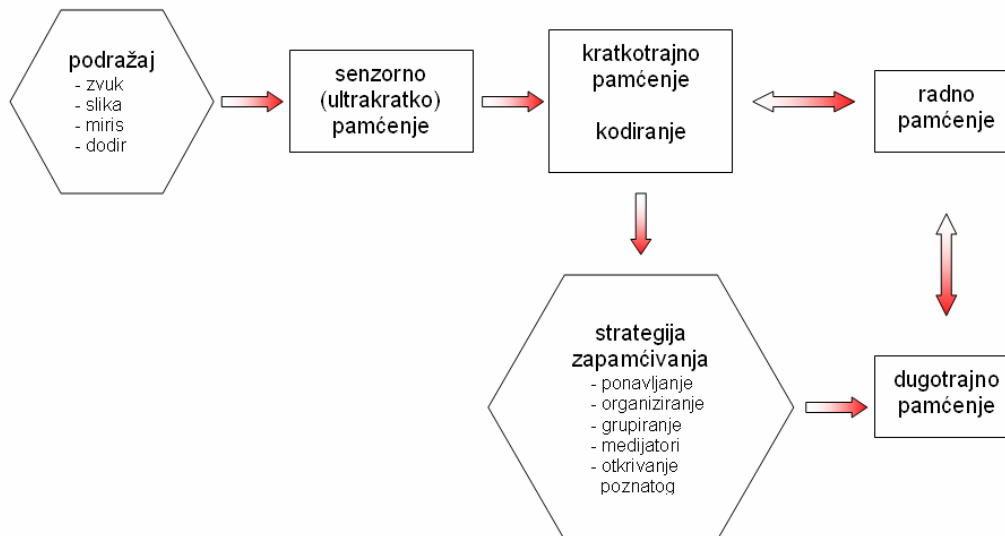 podražaj
- zvuk
- slika
- miris
- dodir
senzorno
(ultrakratko)
pamćenje
kratkotrajno
pamćenje
kodiranje
radno
pamćenje
strategija
zapamćivanja
- ponavljanje
- organiziranje
- grupiranje
- medijatori
- otkrivanje
poznatog
dugotrajno
pamćenje